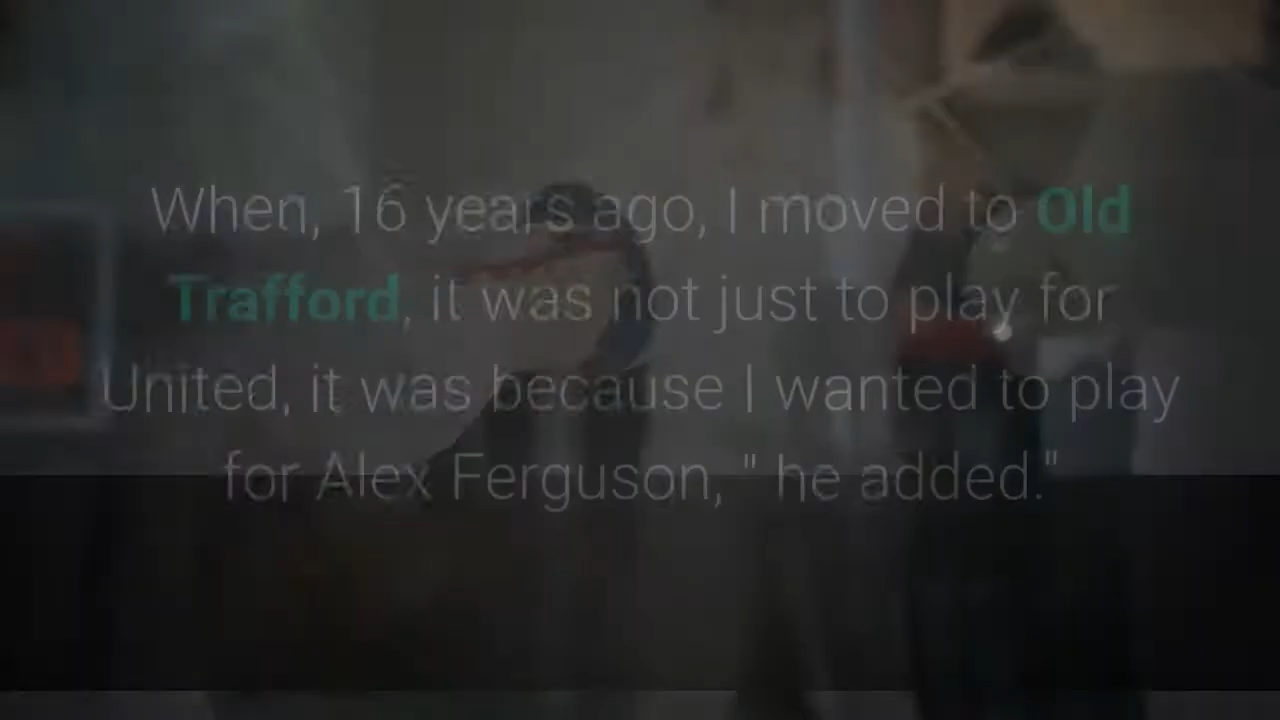 When, 16 years ago, I moved to Old
Trafford, it was not just to play for
United, it was because I wanted to play
for Alex Ferguson, " he added."